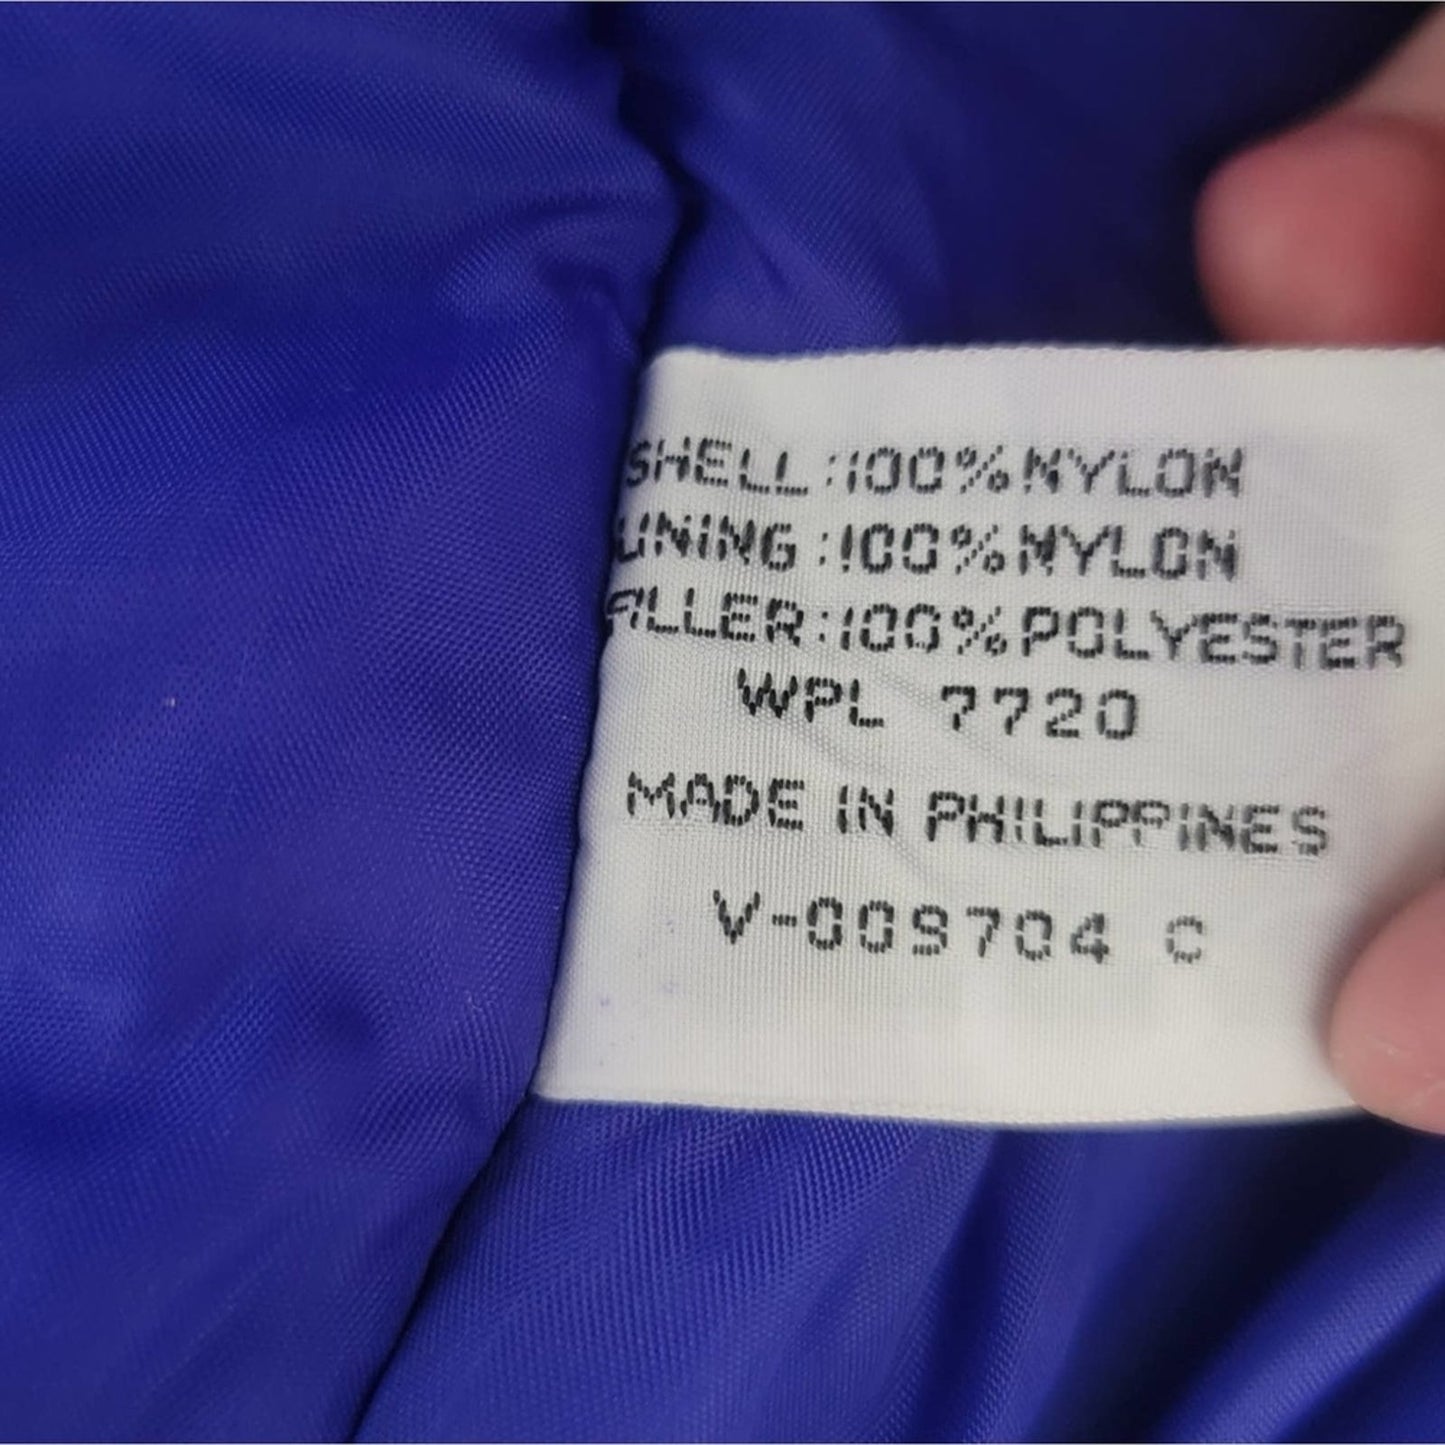 SHELL:100%NYLON
LINING:100%NYLON
FILLER:100%POLYESTER
WPL 7720
MADE IN PHILIPPINES
V-009704 C